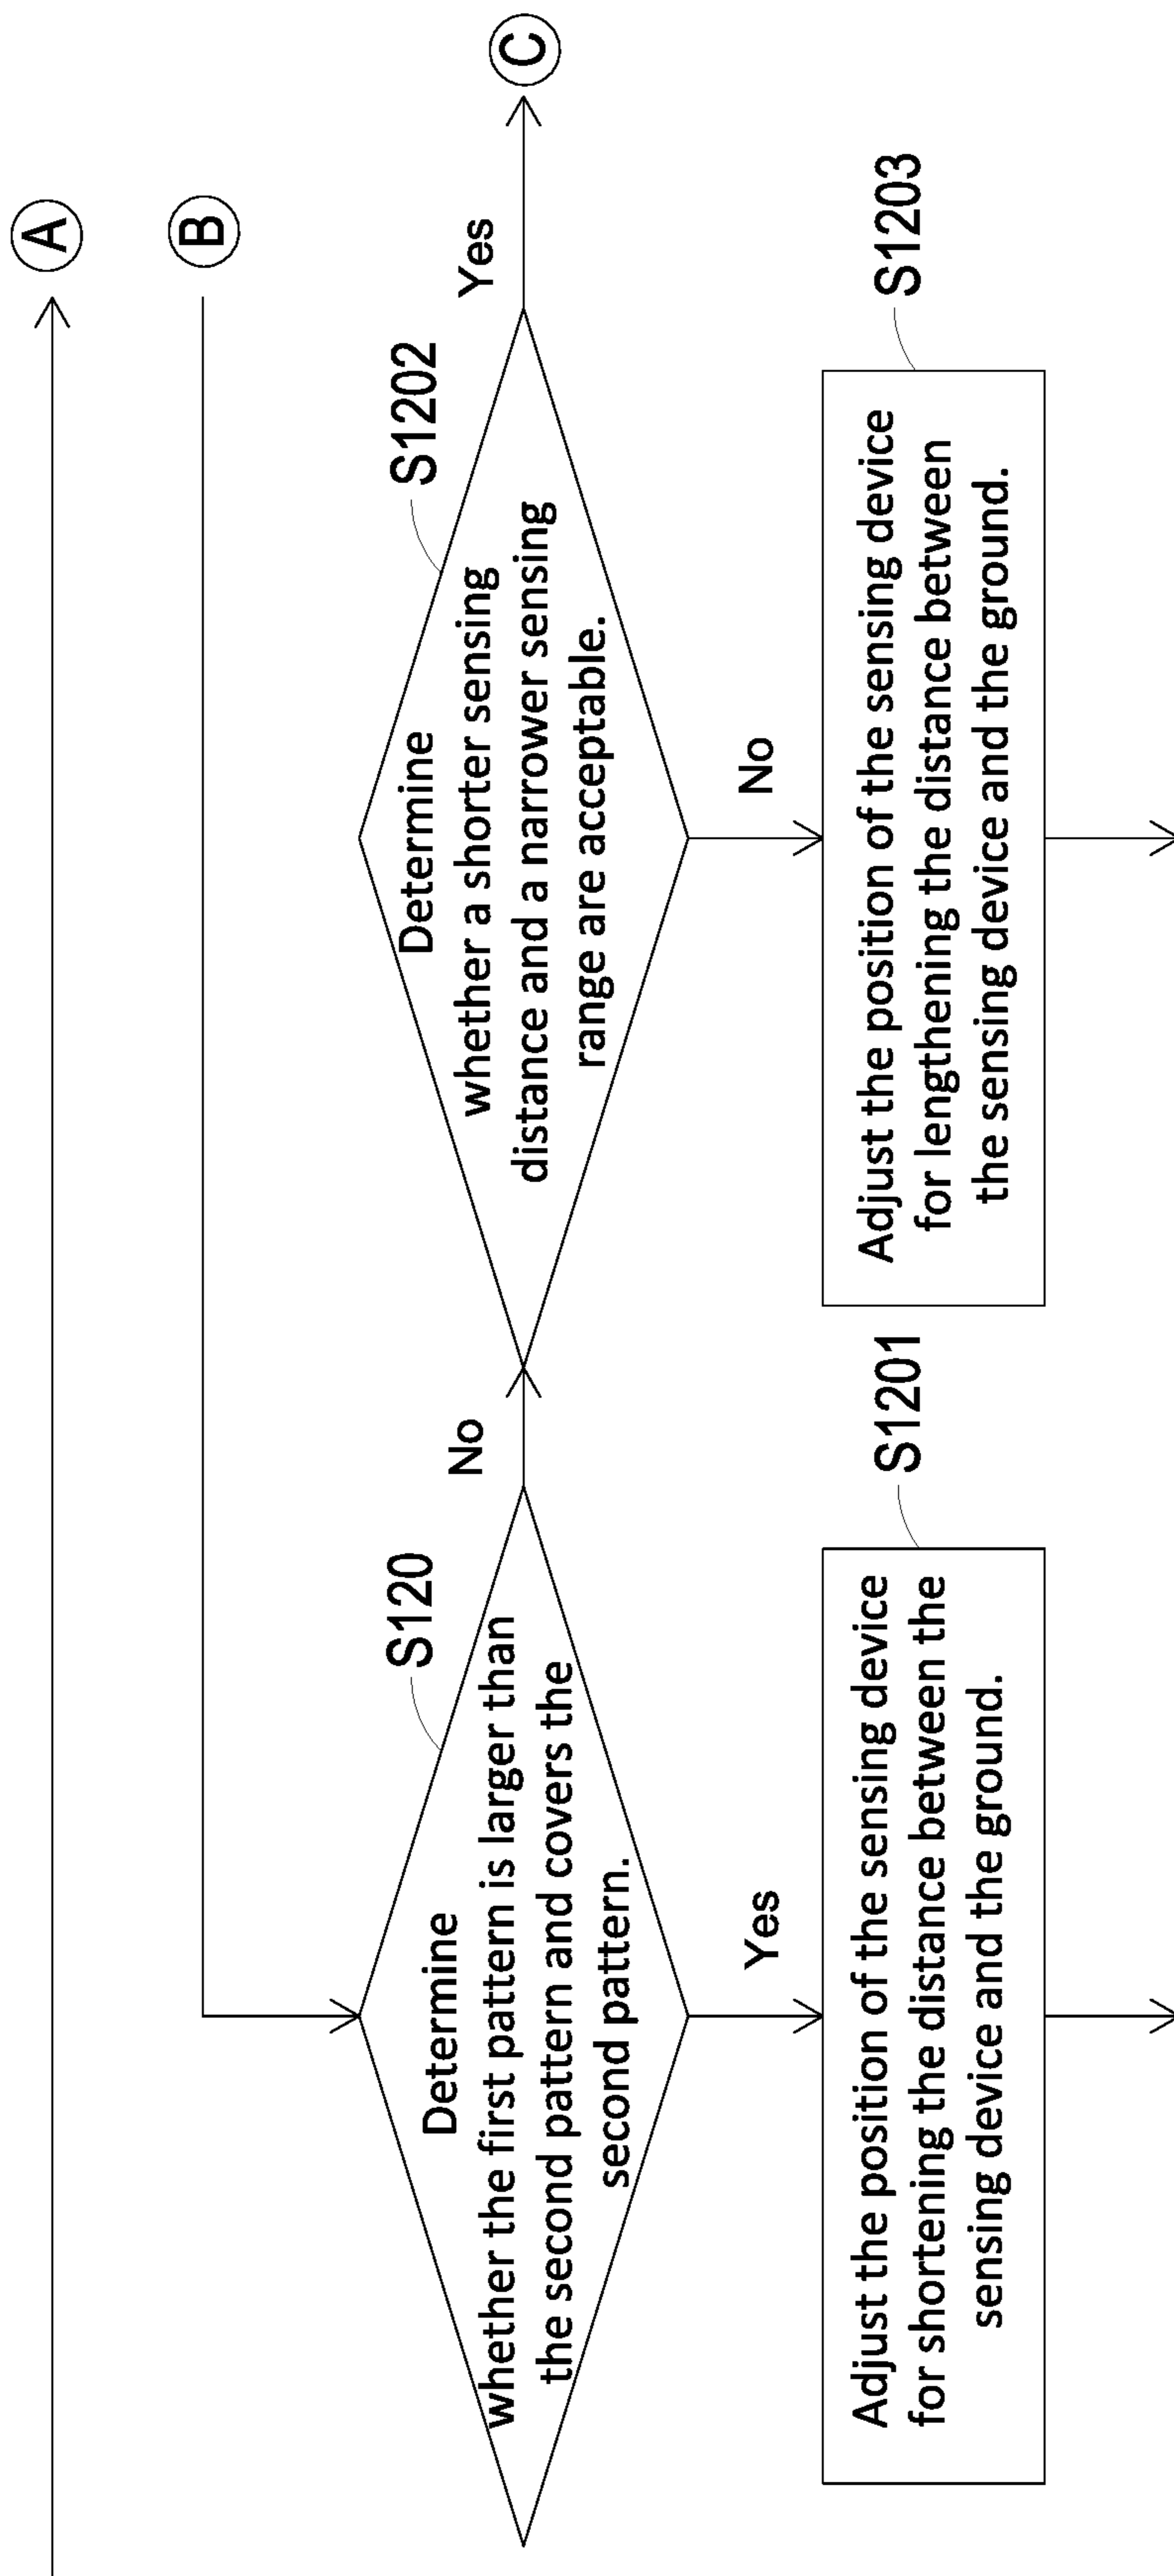 A
B
S120
Determine
whether the first pattern is larger than
the second pattern and covers the
second pattern.
No
S1202
Determine
whether a shorter sensing
distance and a narrower sensing
range are acceptable.
Yes
C
Yes
No
S1201
Adjust the position of the sensing device
for shortening the distance between the
sensing device and the ground.
S1203
Adjust the position of the sensing device
for lengthening the distance between
the sensing device and the ground.